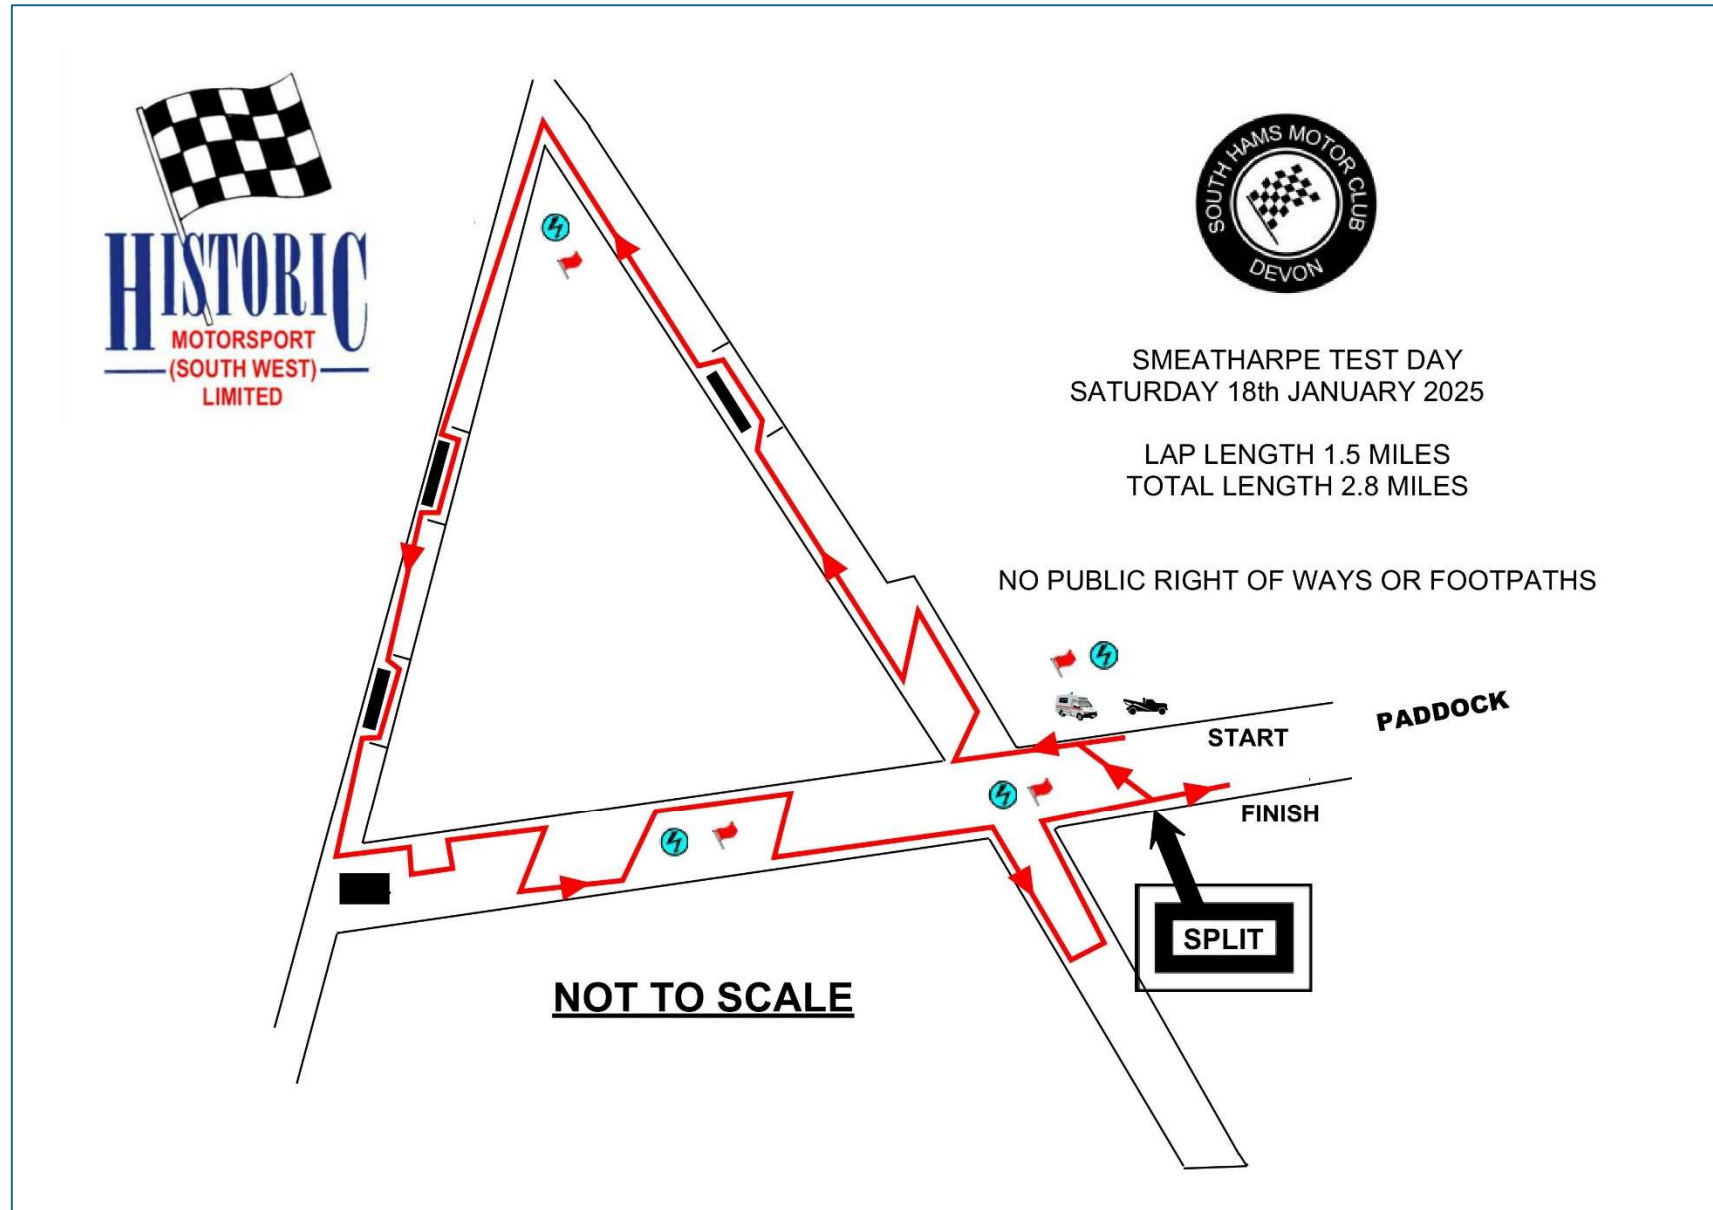 HISTORIC
MOTORSPORT
(SOUTH WEST)
LIMITED
SOUTH HAMS MOTOR CLUB
DEVON
SMEATHARPE TEST DAY
SATURDAY 18th JANUARY 2025
LAP LENGTH 1.5 MILES
TOTAL LENGTH 2.8 MILES
NO PUBLIC RIGHT OF WAYS OR FOOTPATHS
PADDOCK
START
FINISH
SPLIT
NOT TO SCALE